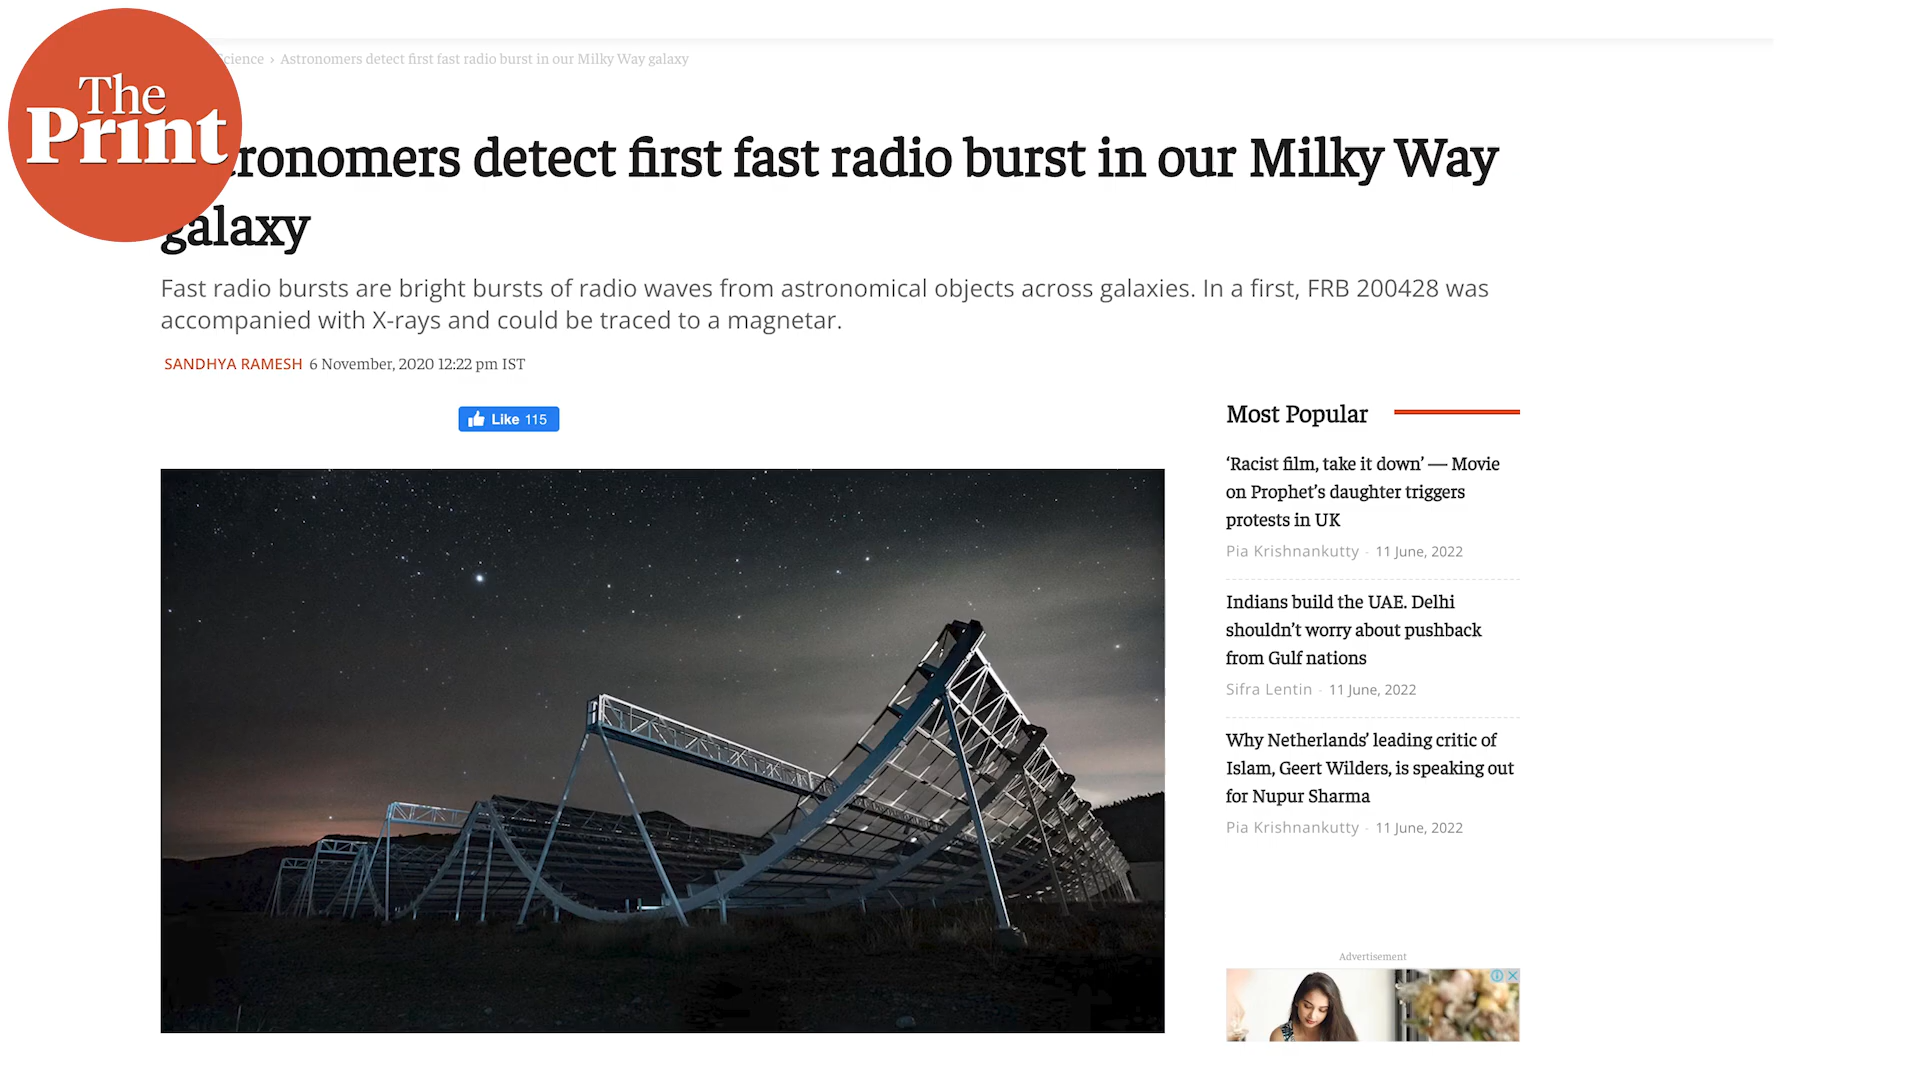 The
Print
Science › Astronomers detect first fast radio burst in our Milky Way galaxy
ronomers detect first fast radio burst in our Milky Way
galaxy
Fast radio bursts are bright bursts of radio waves from astronomical objects across galaxies. In a first, FRB 200428 was
accompanied with X-rays and could be traced to a magnetar.
SANDHYA RAMESH 6 November, 2020 12:22 pm IST
Like 115
Most Popular
‘Racist film, take it down’ — Movie
on Prophet’s daughter triggers
protests in UK
Pia Krishnankutty - 11 June, 2022
Indians build the UAE. Delhi
shouldn’t worry about pushback
from Gulf nations
Sifra Lentin - 11 June, 2022
Why Netherlands’ leading critic of
Islam, Geert Wilders, is speaking out
for Nupur Sharma
Pia Krishnankutty - 11 June, 2022
Advertisement